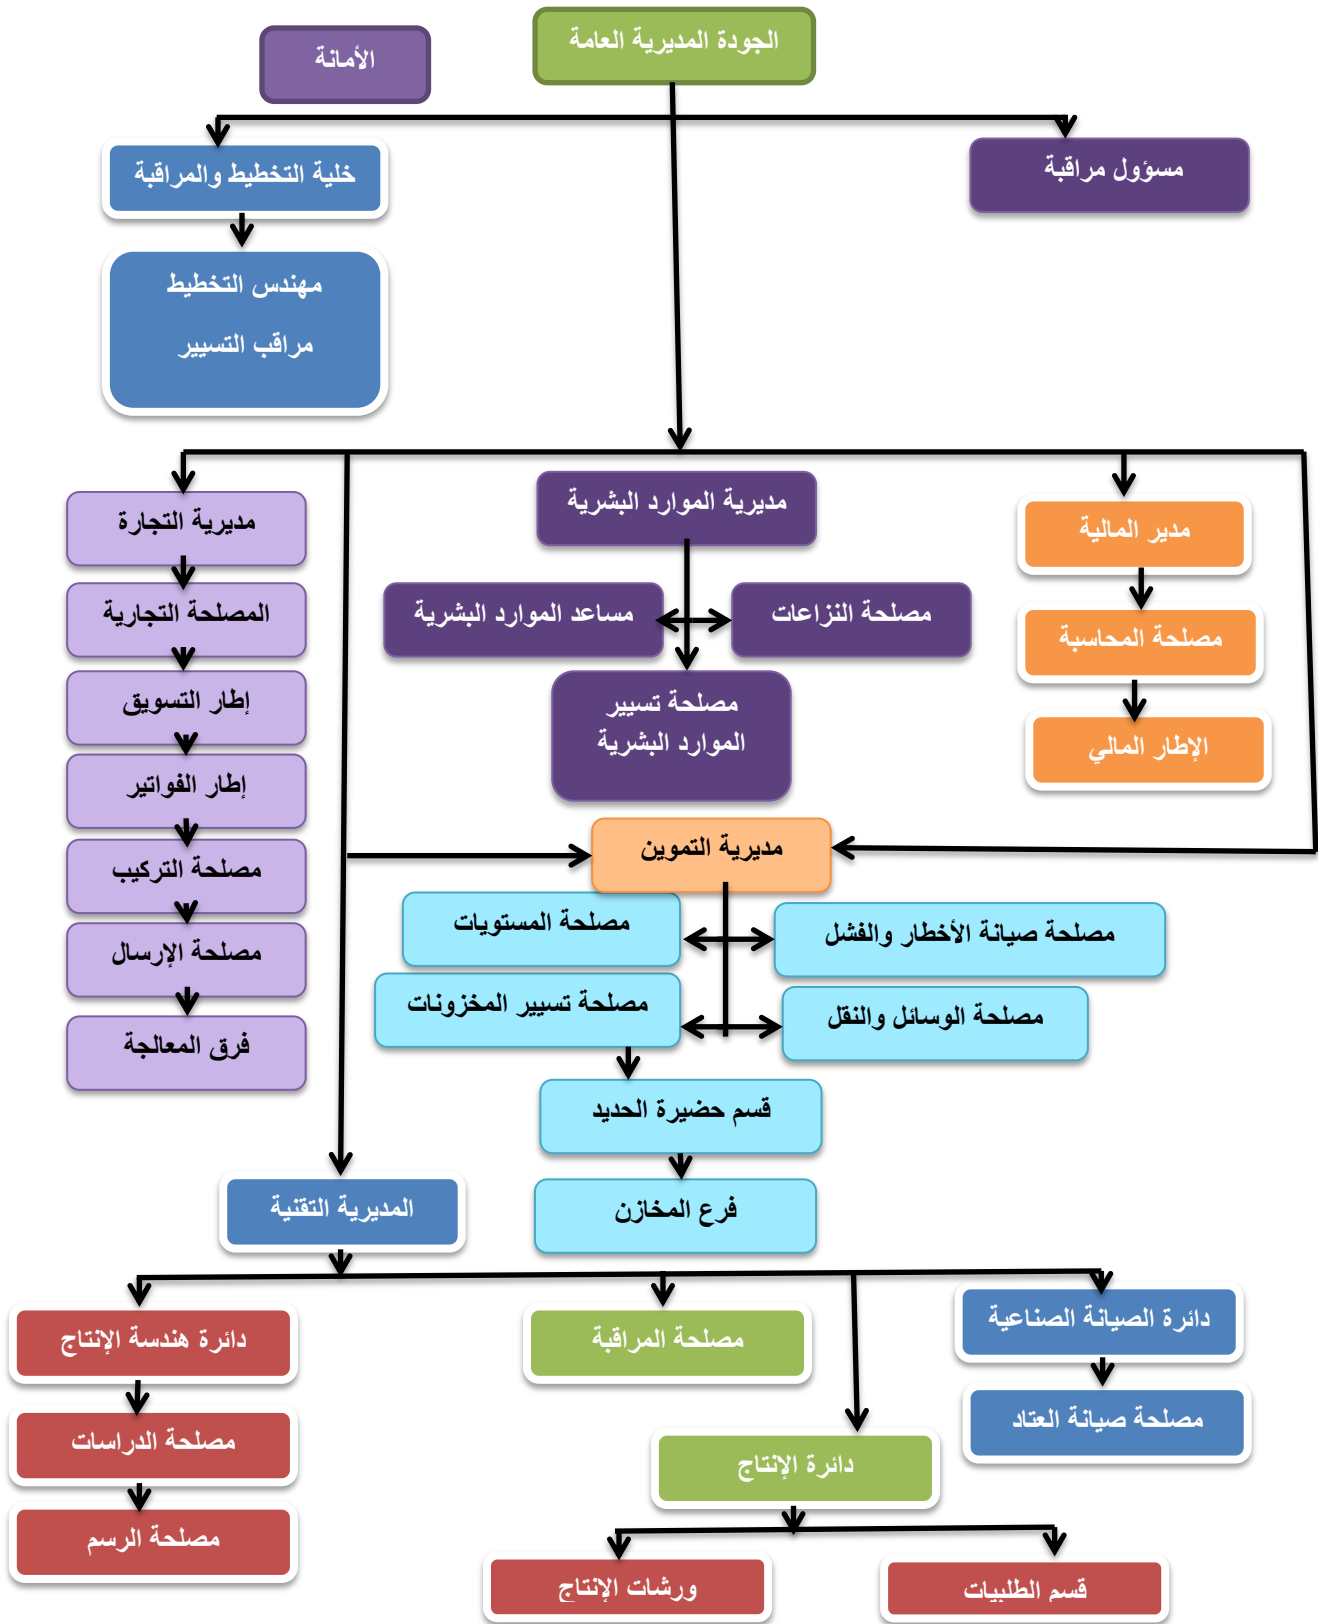 الجودة المديرية العامة
الأمانة
مسؤول مراقبة
خلية التخطيط والمراقبة
مهندس التخطيط
مراقب التسيير
مدير المالية
مصلحة المحاسبة
الإطار المالي
مديرية الموارد البشرية
مصلحة النزاعات
مساعد الموارد البشرية
مصلحة تسيير
الموارد البشرية
مديرية التجارة
المصلحة التجارية
إطار التسويق
إطار الفواتير
مصلحة التركيب
مصلحة الإرسال
فرق المعالجة
مديرية التموين
مصلحة صيانة الأخطار والفشل
مصلحة المستويات
مصلحة الوسائل والنقل
مصلحة تسيير المخزونات
قسم حضيرة الحديد
فرع المخازن
المديرية التقنية
دائرة الصيانة الصناعية
مصلحة صيانة العتاد
مصلحة المراقبة
دائرة هندسة الإنتاج
مصلحة الدراسات
مصلحة الرسم
دائرة الإنتاج
قسم الطلبيات
ورشات الإنتاج